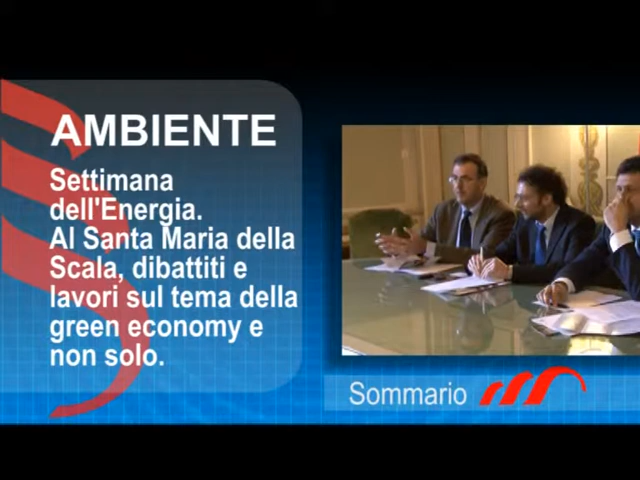 AMBIENTE
Settimana
dell'Energia.
Al Santa Maria della
Scala, dibattiti e
lavori sul tema della
green economy e
non solo.
Sommario